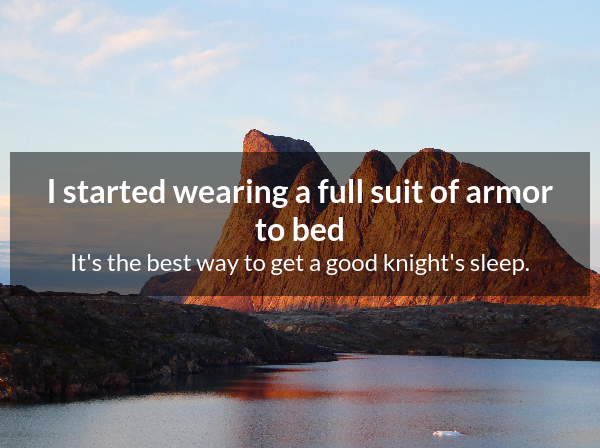 I started wearing a full suit of armor
to bed
It's the best way to get a good knight's sleep.